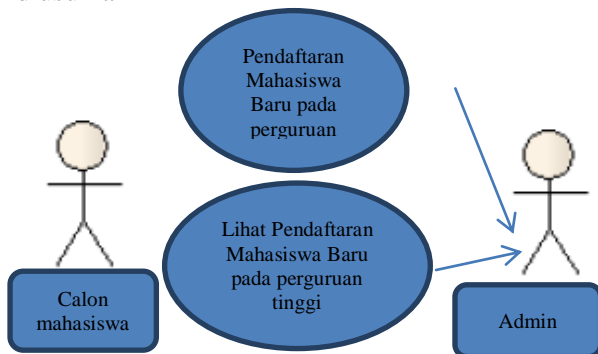 Pendaftaran
Mahasiswa
Baru pada
perguruan
Lihat Pendaftaran
Mahasiswa Baru
pada perguruan
tinggi
Calon
mahasiswa
Admin